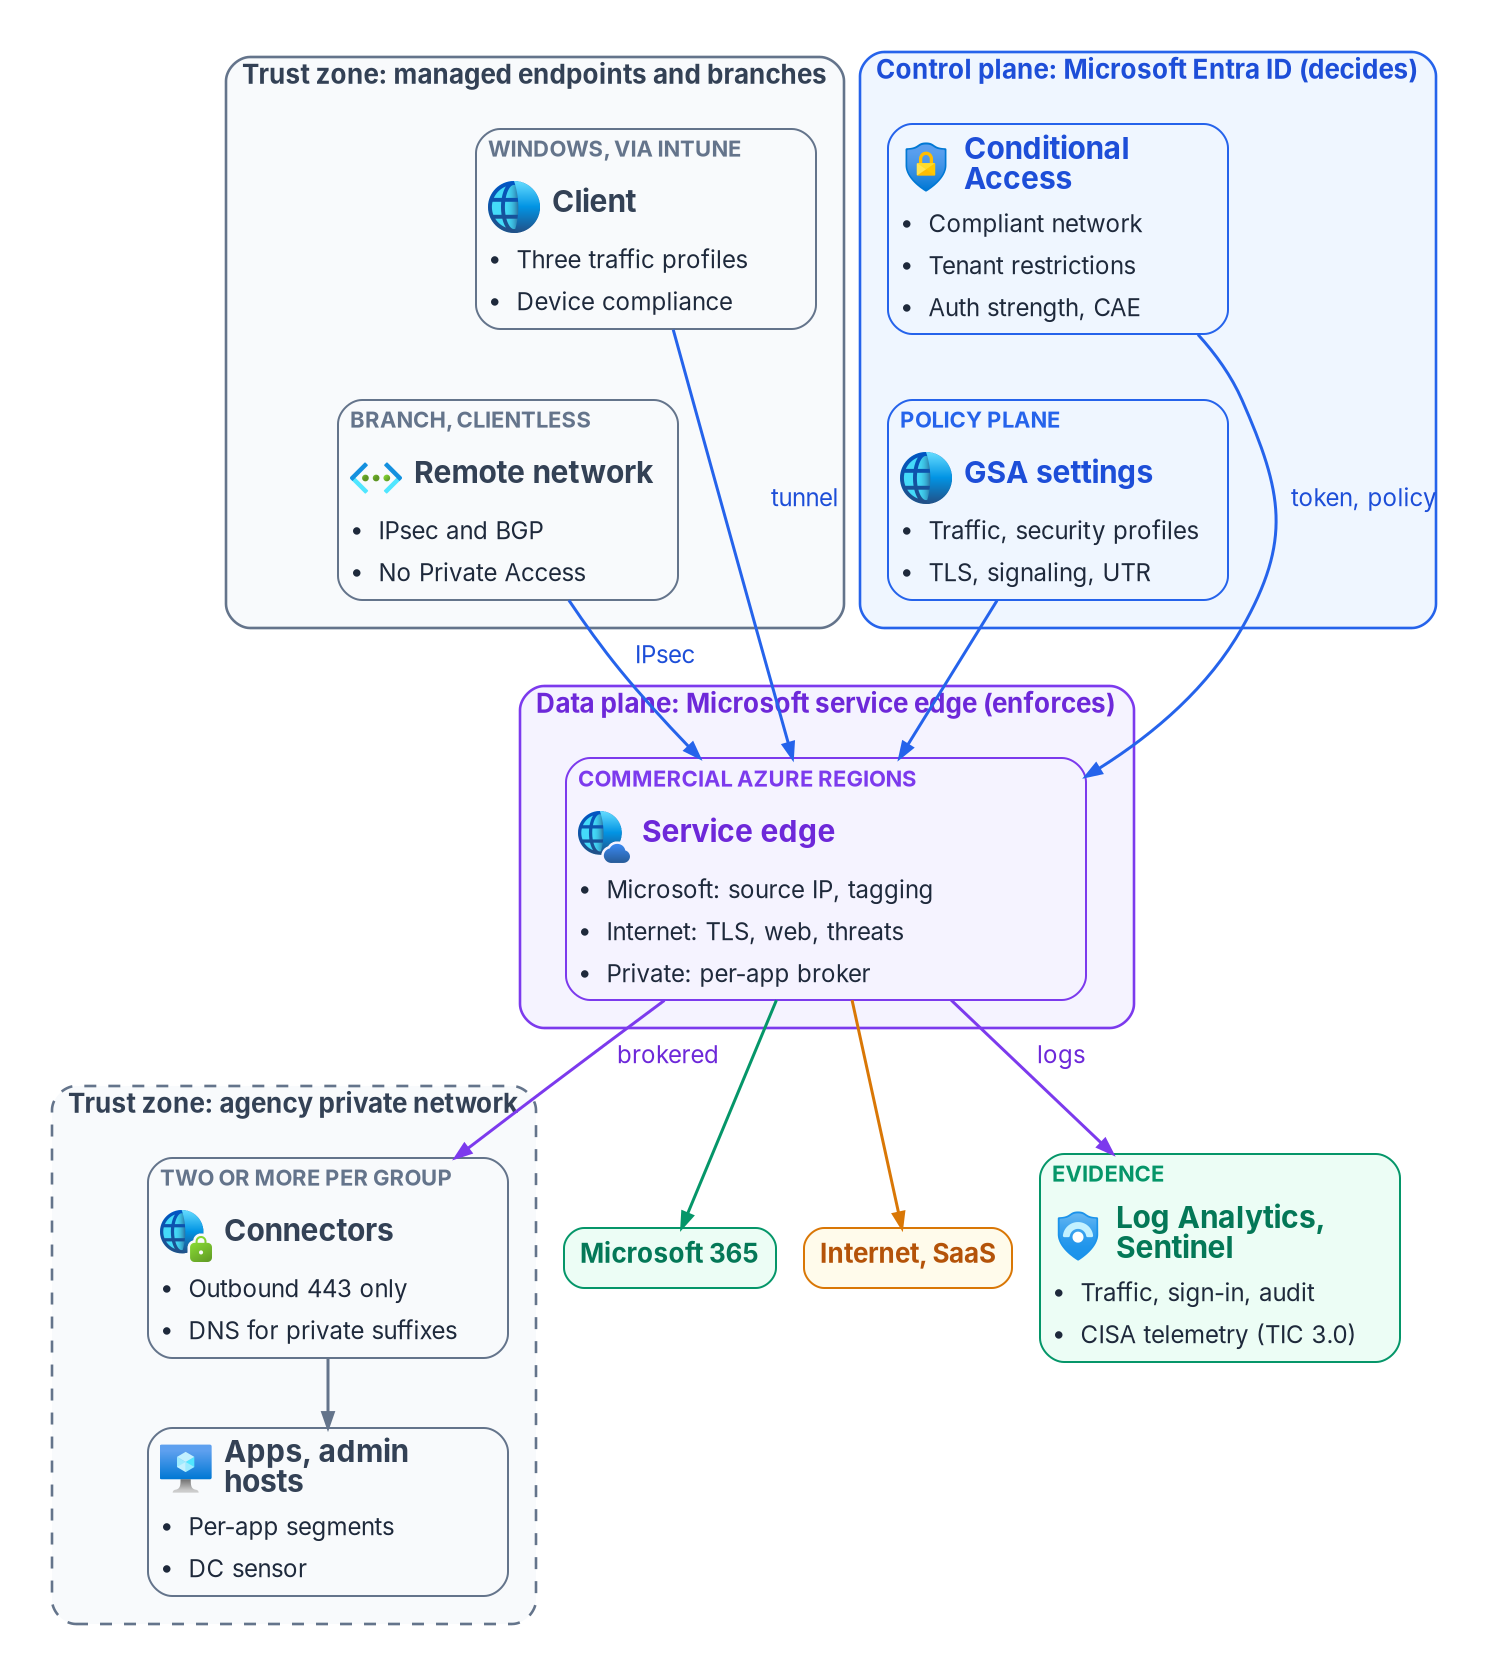 Trust zone: managed endpoints and branches
WINDOWS, VIA INTUNE
Client
• Three traffic profiles
• Device compliance
BRANCH, CLIENTLESS
Remote network
• IPsec and BGP
• No Private Access
tunnel
IPsec
Control plane: Microsoft Entra ID (decides)
Conditional
Access
• Compliant network
• Tenant restrictions
• Auth strength, CAE
POLICY PLANE
GSA settings
• Traffic, security profiles
• TLS, signaling, UTR
token, policy
Data plane: Microsoft service edge (enforces)
COMMERCIAL AZURE REGIONS
Service edge
• Microsoft: source IP, tagging
• Internet: TLS, web, threats
• Private: per-app broker
brokered
logs
Trust zone: agency private network
TWO OR MORE PER GROUP
Connectors
• Outbound 443 only
• DNS for private suffixes
Apps, admin
hosts
• Per-app segments
• DC sensor
Microsoft 365
Internet, SaaS
EVIDENCE
Log Analytics,
Sentinel
• Traffic, sign-in, audit
• CISA telemetry (TIC 3.0)